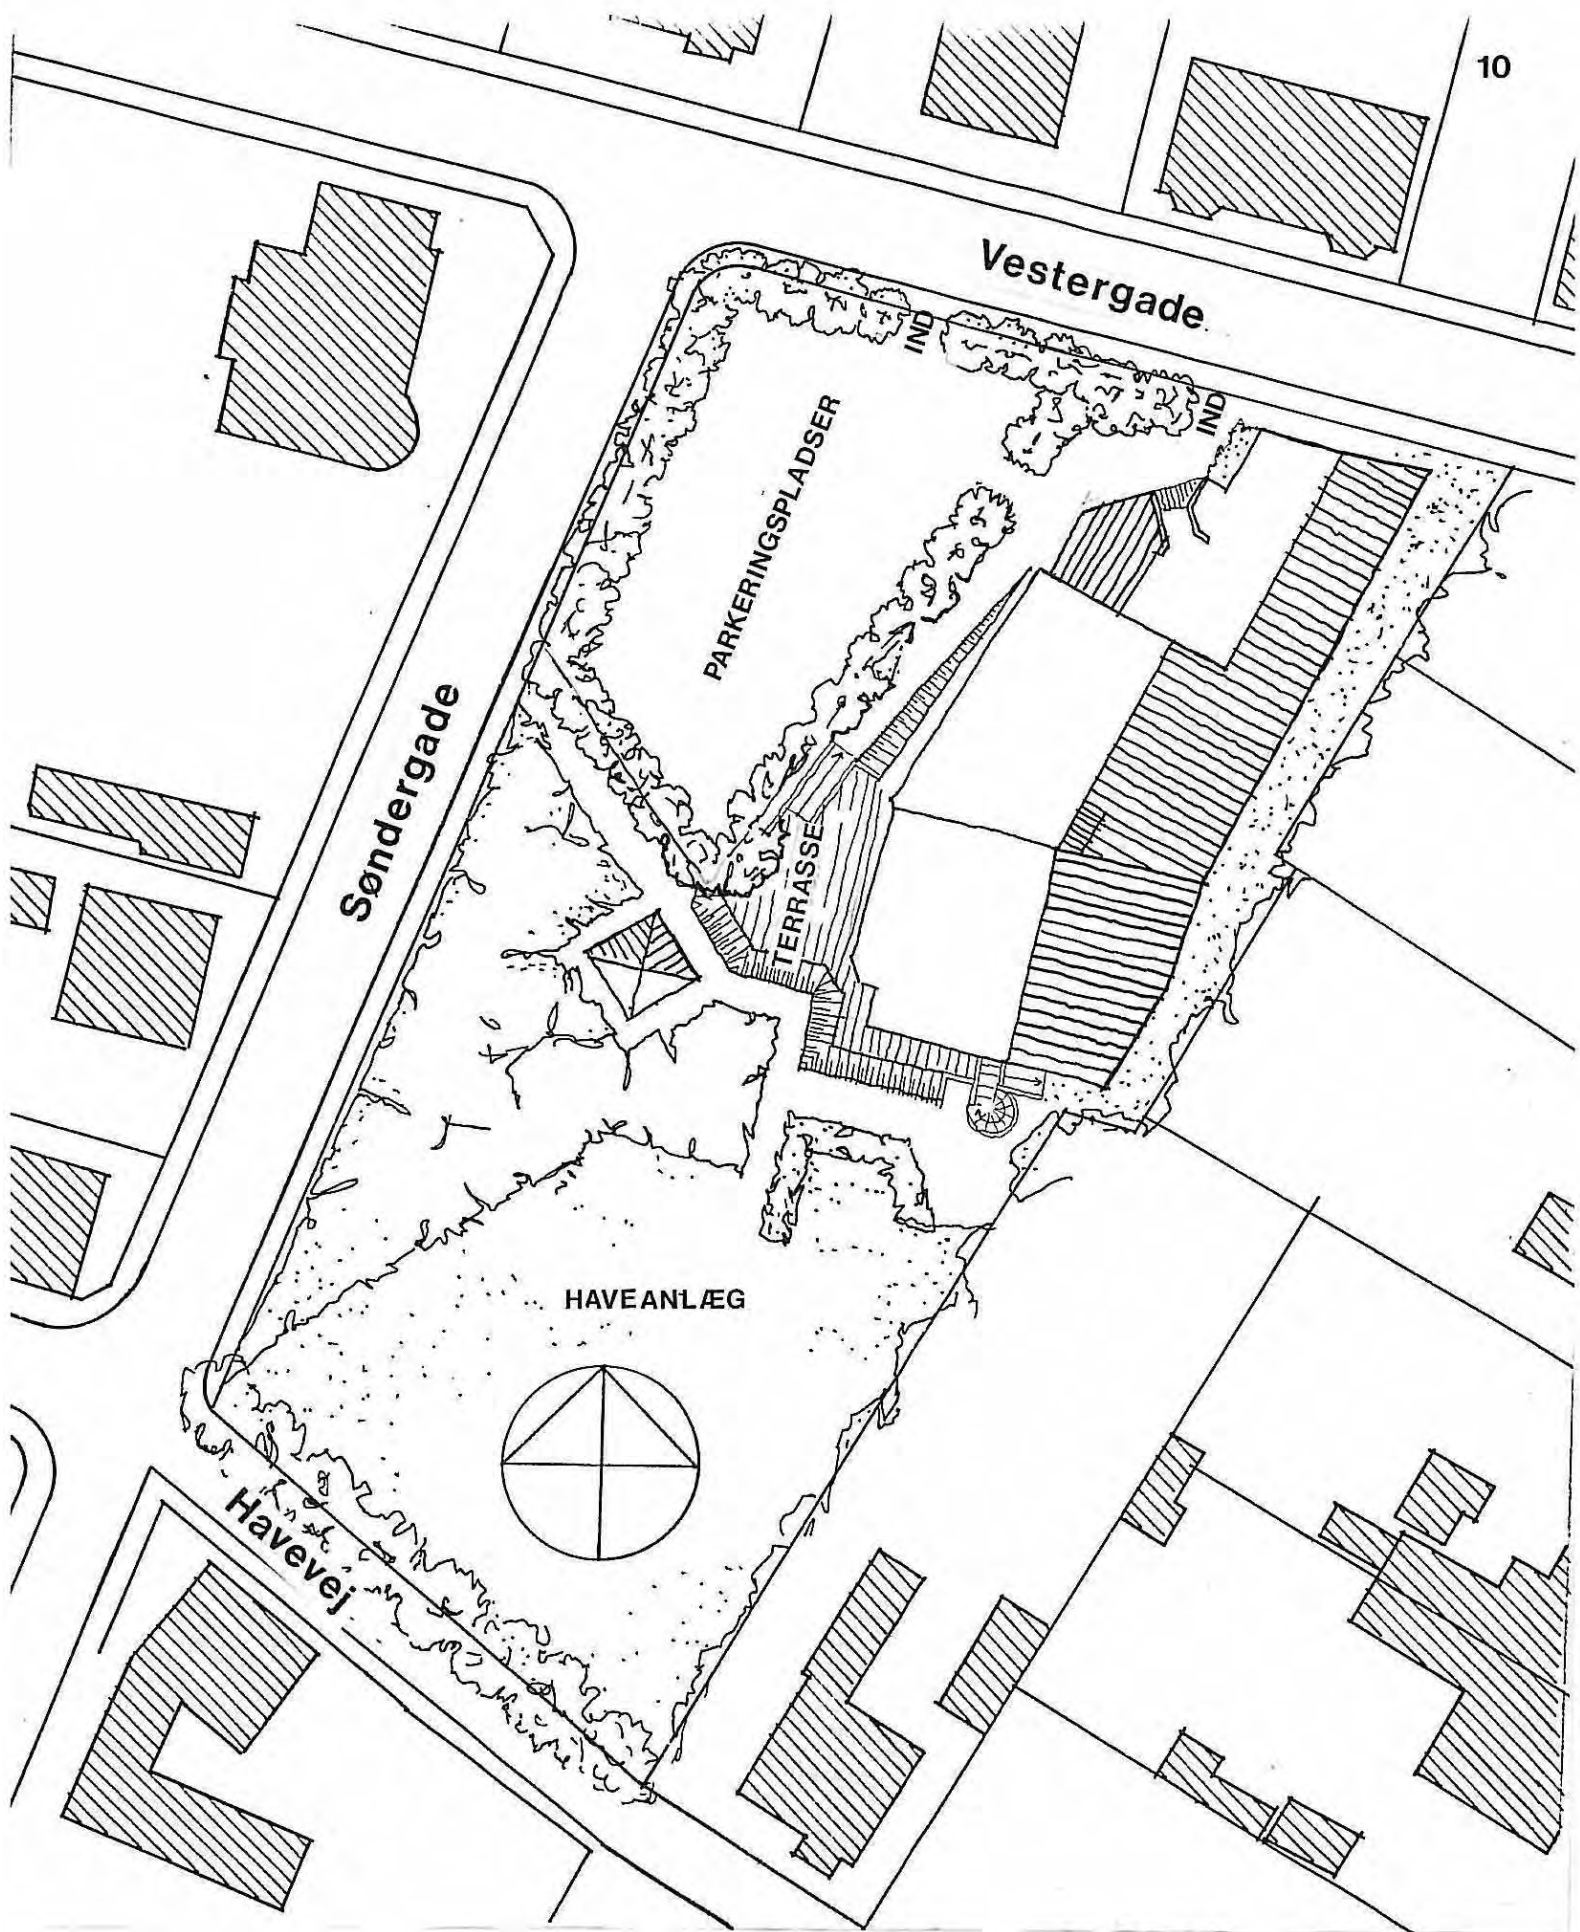 10
Vestergade
IND
IND
PARKERINGSPLADSER
Søndergade
TERRASSE
HAVEANLÆG
Havevej